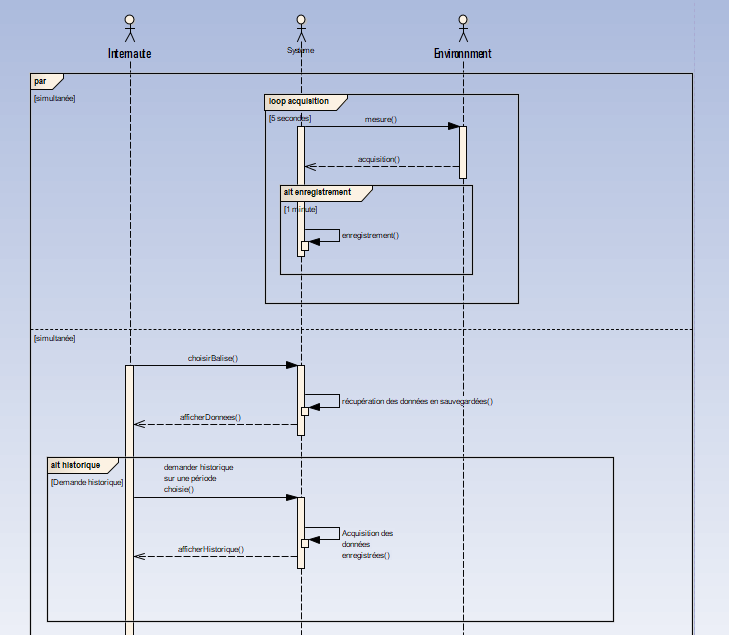 Internaute
Système
Environnment
par
[simultanée]
loop acquisition
[5 secondes]
mesure()
acquisition()
alt enregistrement
[1 minute]
enregistrement()
[simultanée]
choisirBalise()
récupération des données en sauvegardées()
afficherDonnees()
alt historique
[Demande historique]
demander historique
sur une période
choisie()
Acquisition des
données
enregistrées()
afficherHistorique()